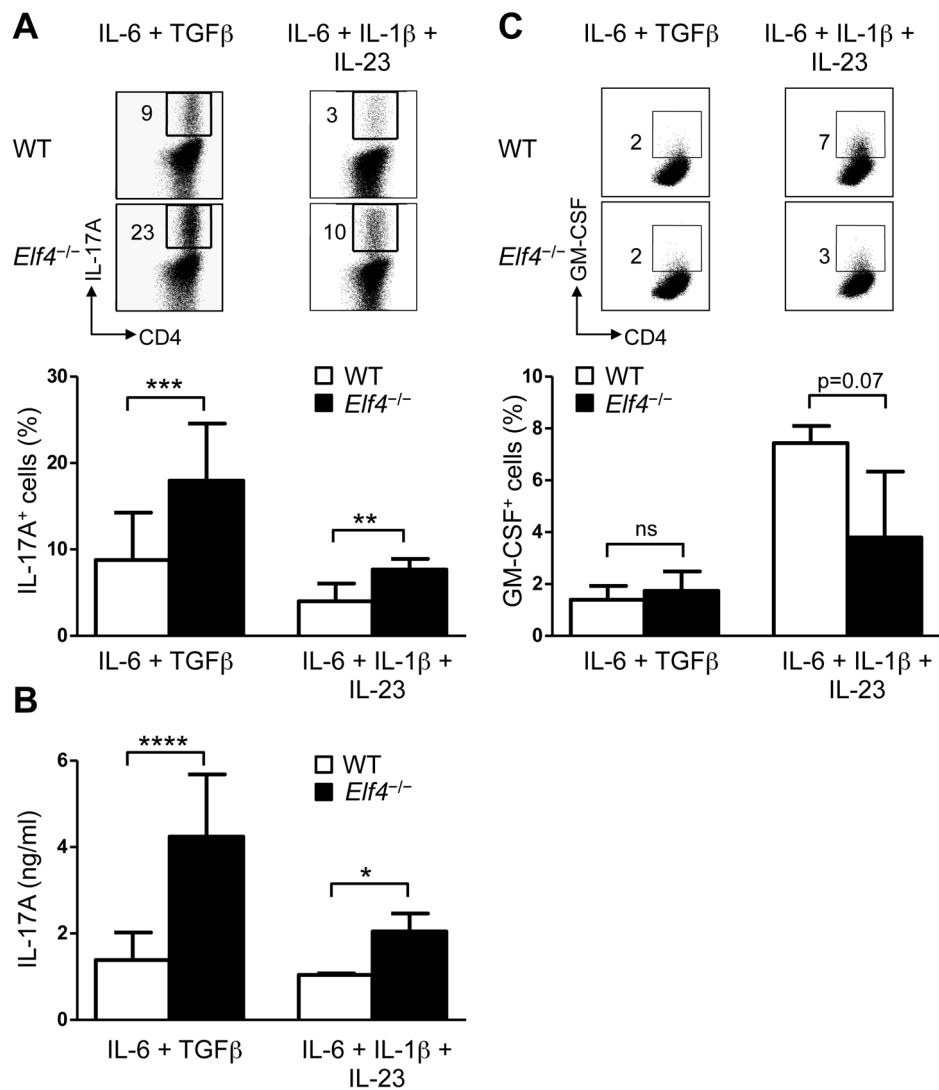 A
IL-6 + TGFβ
IL-6 + IL-1β +
IL-23
WT
9
3
Elf4−/−
23
10
IL-17A
CD4
30
20
10
0
IL-17A+ cells (%)
***
**
WT
Elf4−/−
IL-6 + TGFβ
IL-6 + IL-1β +
IL-23
B
6
4
2
0
IL-17A (ng/ml)
****
*
WT
Elf4−/−
IL-6 + TGFβ
IL-6 + IL-1β +
IL-23
C
IL-6 + TGFβ
IL-6 + IL-1β +
IL-23
WT
2
7
Elf4−/−
2
3
GM-CSF
CD4
10
8
6
4
2
0
GM-CSF+ cells (%)
WT
Elf4−/−
ns
p=0.07
IL-6 + TGFβ
IL-6 + IL-1β +
IL-23